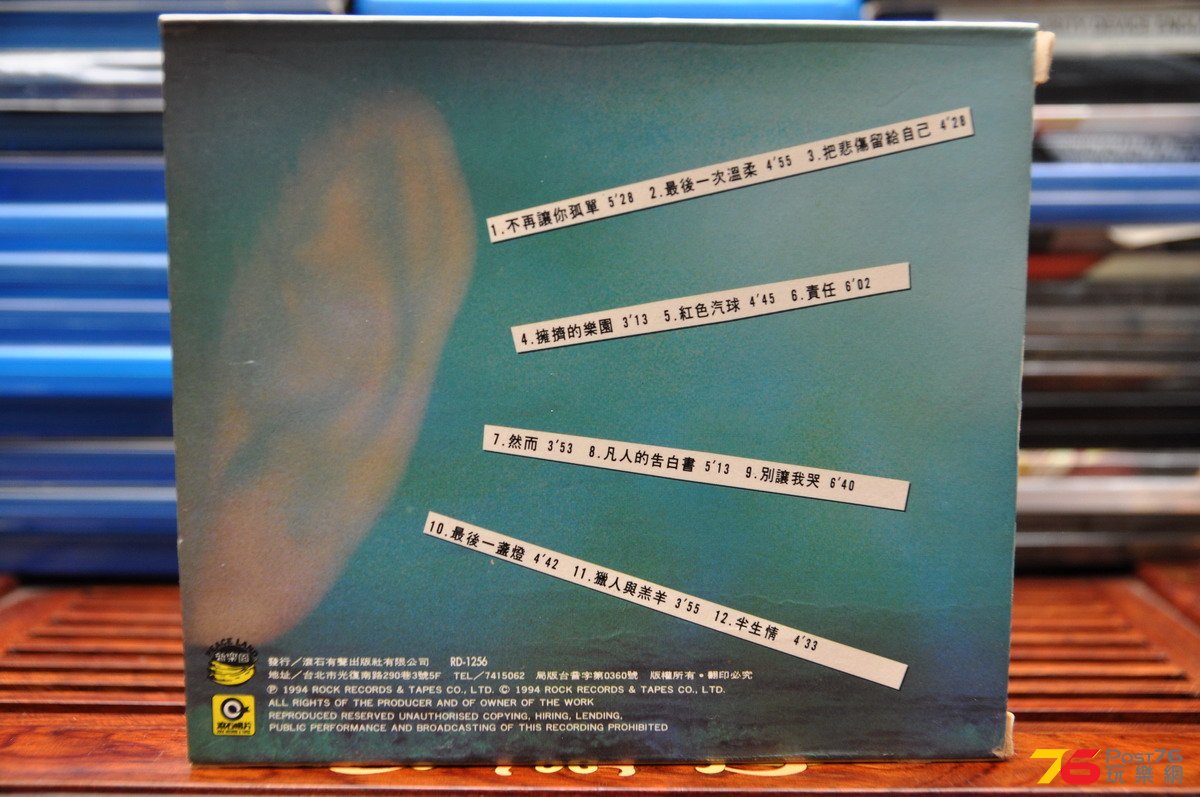 1.不再讓你孤單 5'28 2.最後一次溫柔 4'55 3.把悲傷留給自己 4'28
4.擁擠的樂園 3'13 5.紅色汽球 4'45 6.責任 6'02
7.然而 3'53 8.凡人的告白書 5'13 9.別讓我哭 6'40
10.最後一盞燈 4'42 11.獵人與羔羊 3'55 12.半生情 4'33
發行／滾石有聲出版社有限公司 RD-1256
地址／台北市光復南路290巷3號5F TEL／7415062 局版台音字第0360號 版權所有・翻印必究
Ⓟ 1994 ROCK RECORDS & TAPES CO., LTD. © 1994 ROCK RECORDS & TAPES CO., LTD.
ALL RIGHTS OF THE PRODUCER AND OF OWNER OF THE WORK
REPRODUCED RESERVED UNAUTHORISED COPYING, HIRING, LENDING,
PUBLIC PERFORMANCE AND BROADCASTING OF THIS RECORDING PROHIBITED
滾石唱片
76 POST76
玩樂網